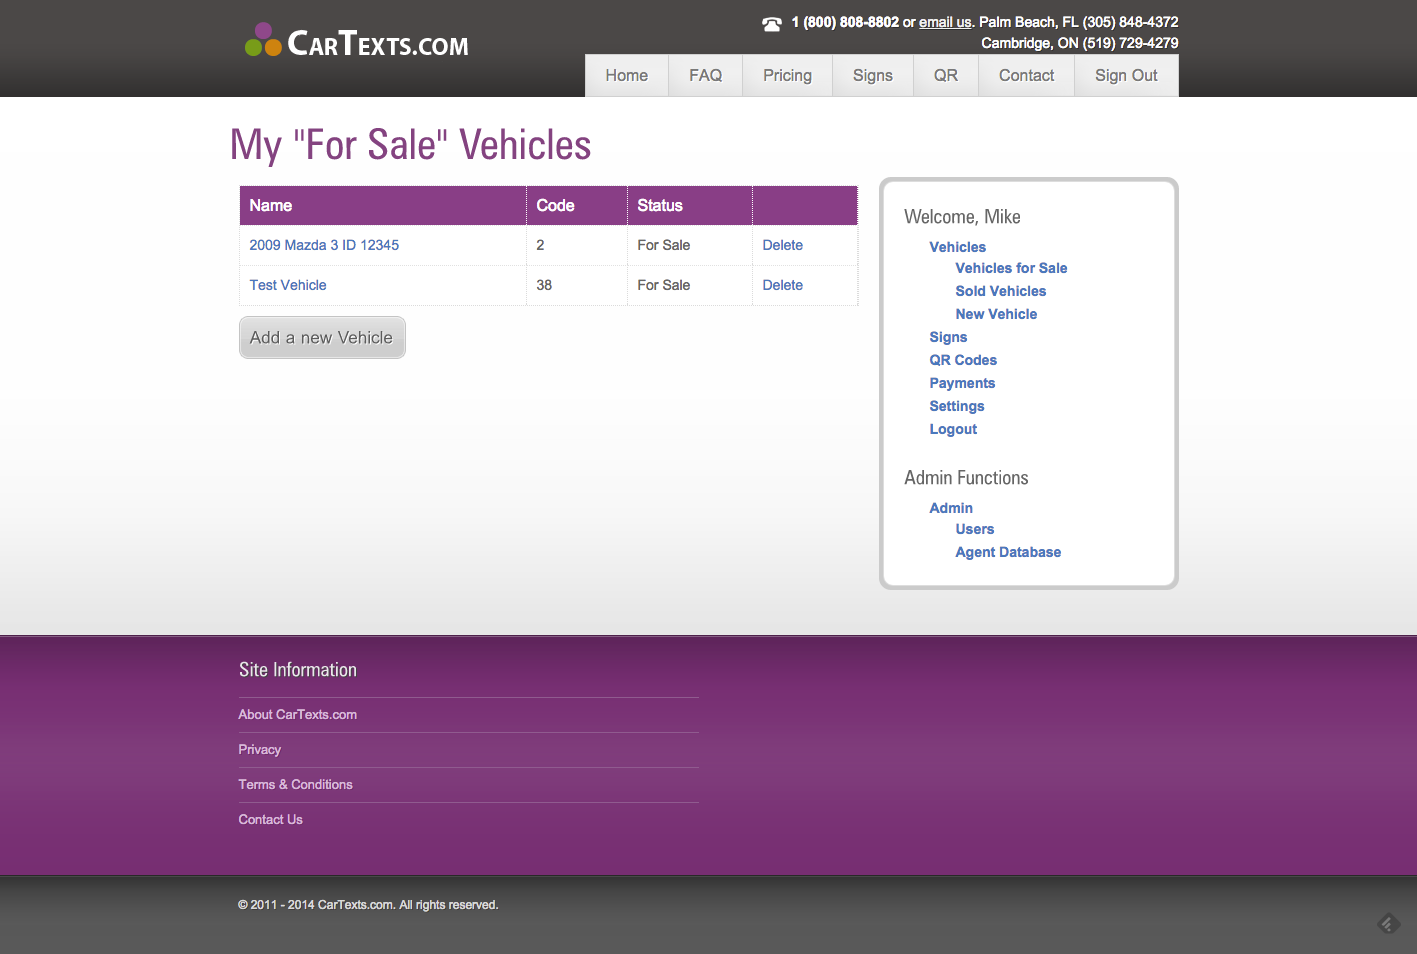 CARTEXTS.COM
1 (800) 808-8802 or email us. Palm Beach, FL (305) 848-4372
Cambridge, ON (519) 729-4279
Home FAQ Pricing Signs QR Contact Sign Out
My "For Sale" Vehicles
Name Code Status
2009 Mazda 3 ID 12345 2 For Sale Delete
Test Vehicle 38 For Sale Delete
Add a new Vehicle
Welcome, Mike
Vehicles
Vehicles for Sale
Sold Vehicles
New Vehicle
Signs
QR Codes
Payments
Settings
Logout
Admin Functions
Admin
Users
Agent Database
Site Information
About CarTexts.com
Privacy
Terms & Conditions
Contact Us
© 2011 - 2014 CarTexts.com. All rights reserved.